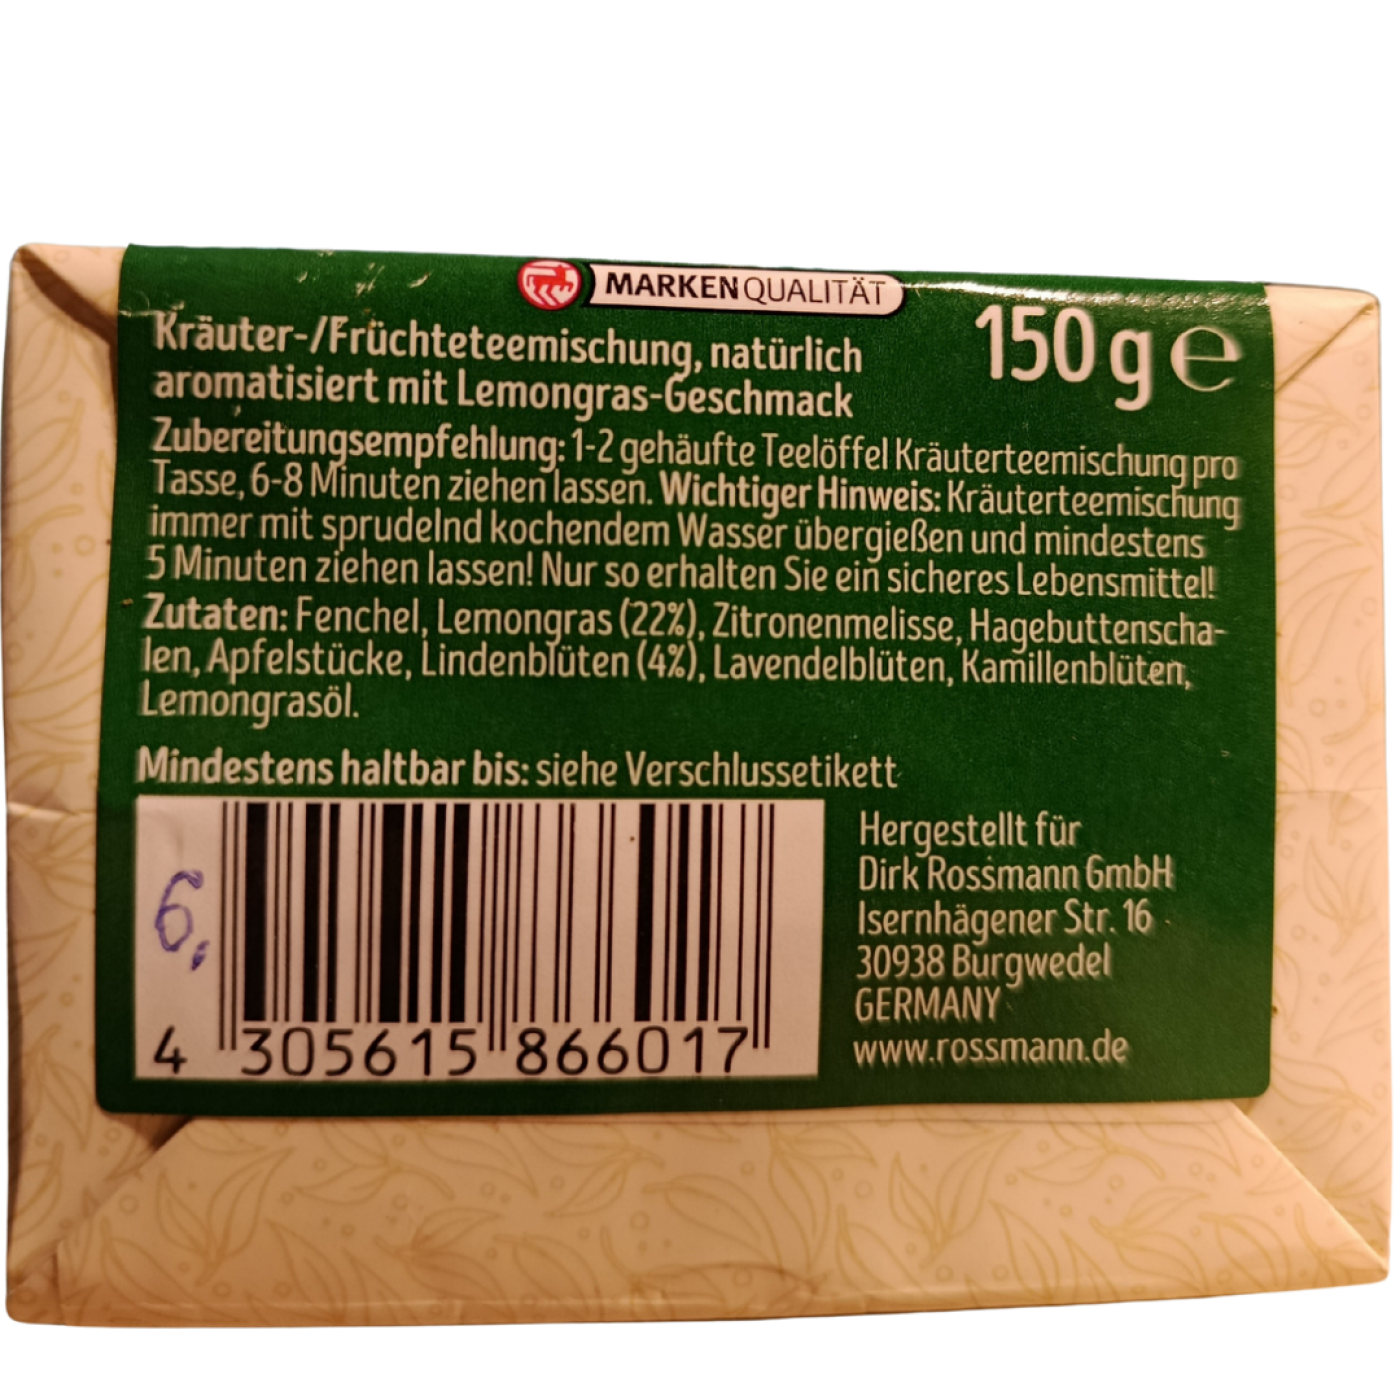 MARKENQUALITÄT
150 g e
Kräuter-/Früchteteemischung, natürlich
aromatisiert mit Lemongras-Geschmack
Zubereitungsempfehlung: 1-2 gehäufte Teelöffel Kräuterteemischung pro
Tasse, 6-8 Minuten ziehen lassen. Wichtiger Hinweis: Kräuterteemischung
immer mit sprudelnd kochendem Wasser übergießen und mindestens
5 Minuten ziehen lassen! Nur so erhalten Sie ein sicheres Lebensmittel!
Zutaten: Fenchel, Lemongras (22%), Zitronenmelisse, Hagebuttenscha-
len, Apfelstücke, Lindenblüten (4%), Lavendelblüten, Kamillenblüten,
Lemongrasöl.
Mindestens haltbar bis: siehe Verschlussetikett
6,
4 305615 866017
Hergestellt für
Dirk Rossmann GmbH
Isernhägener Str. 16
30938 Burgwedel
GERMANY
www.rossmann.de